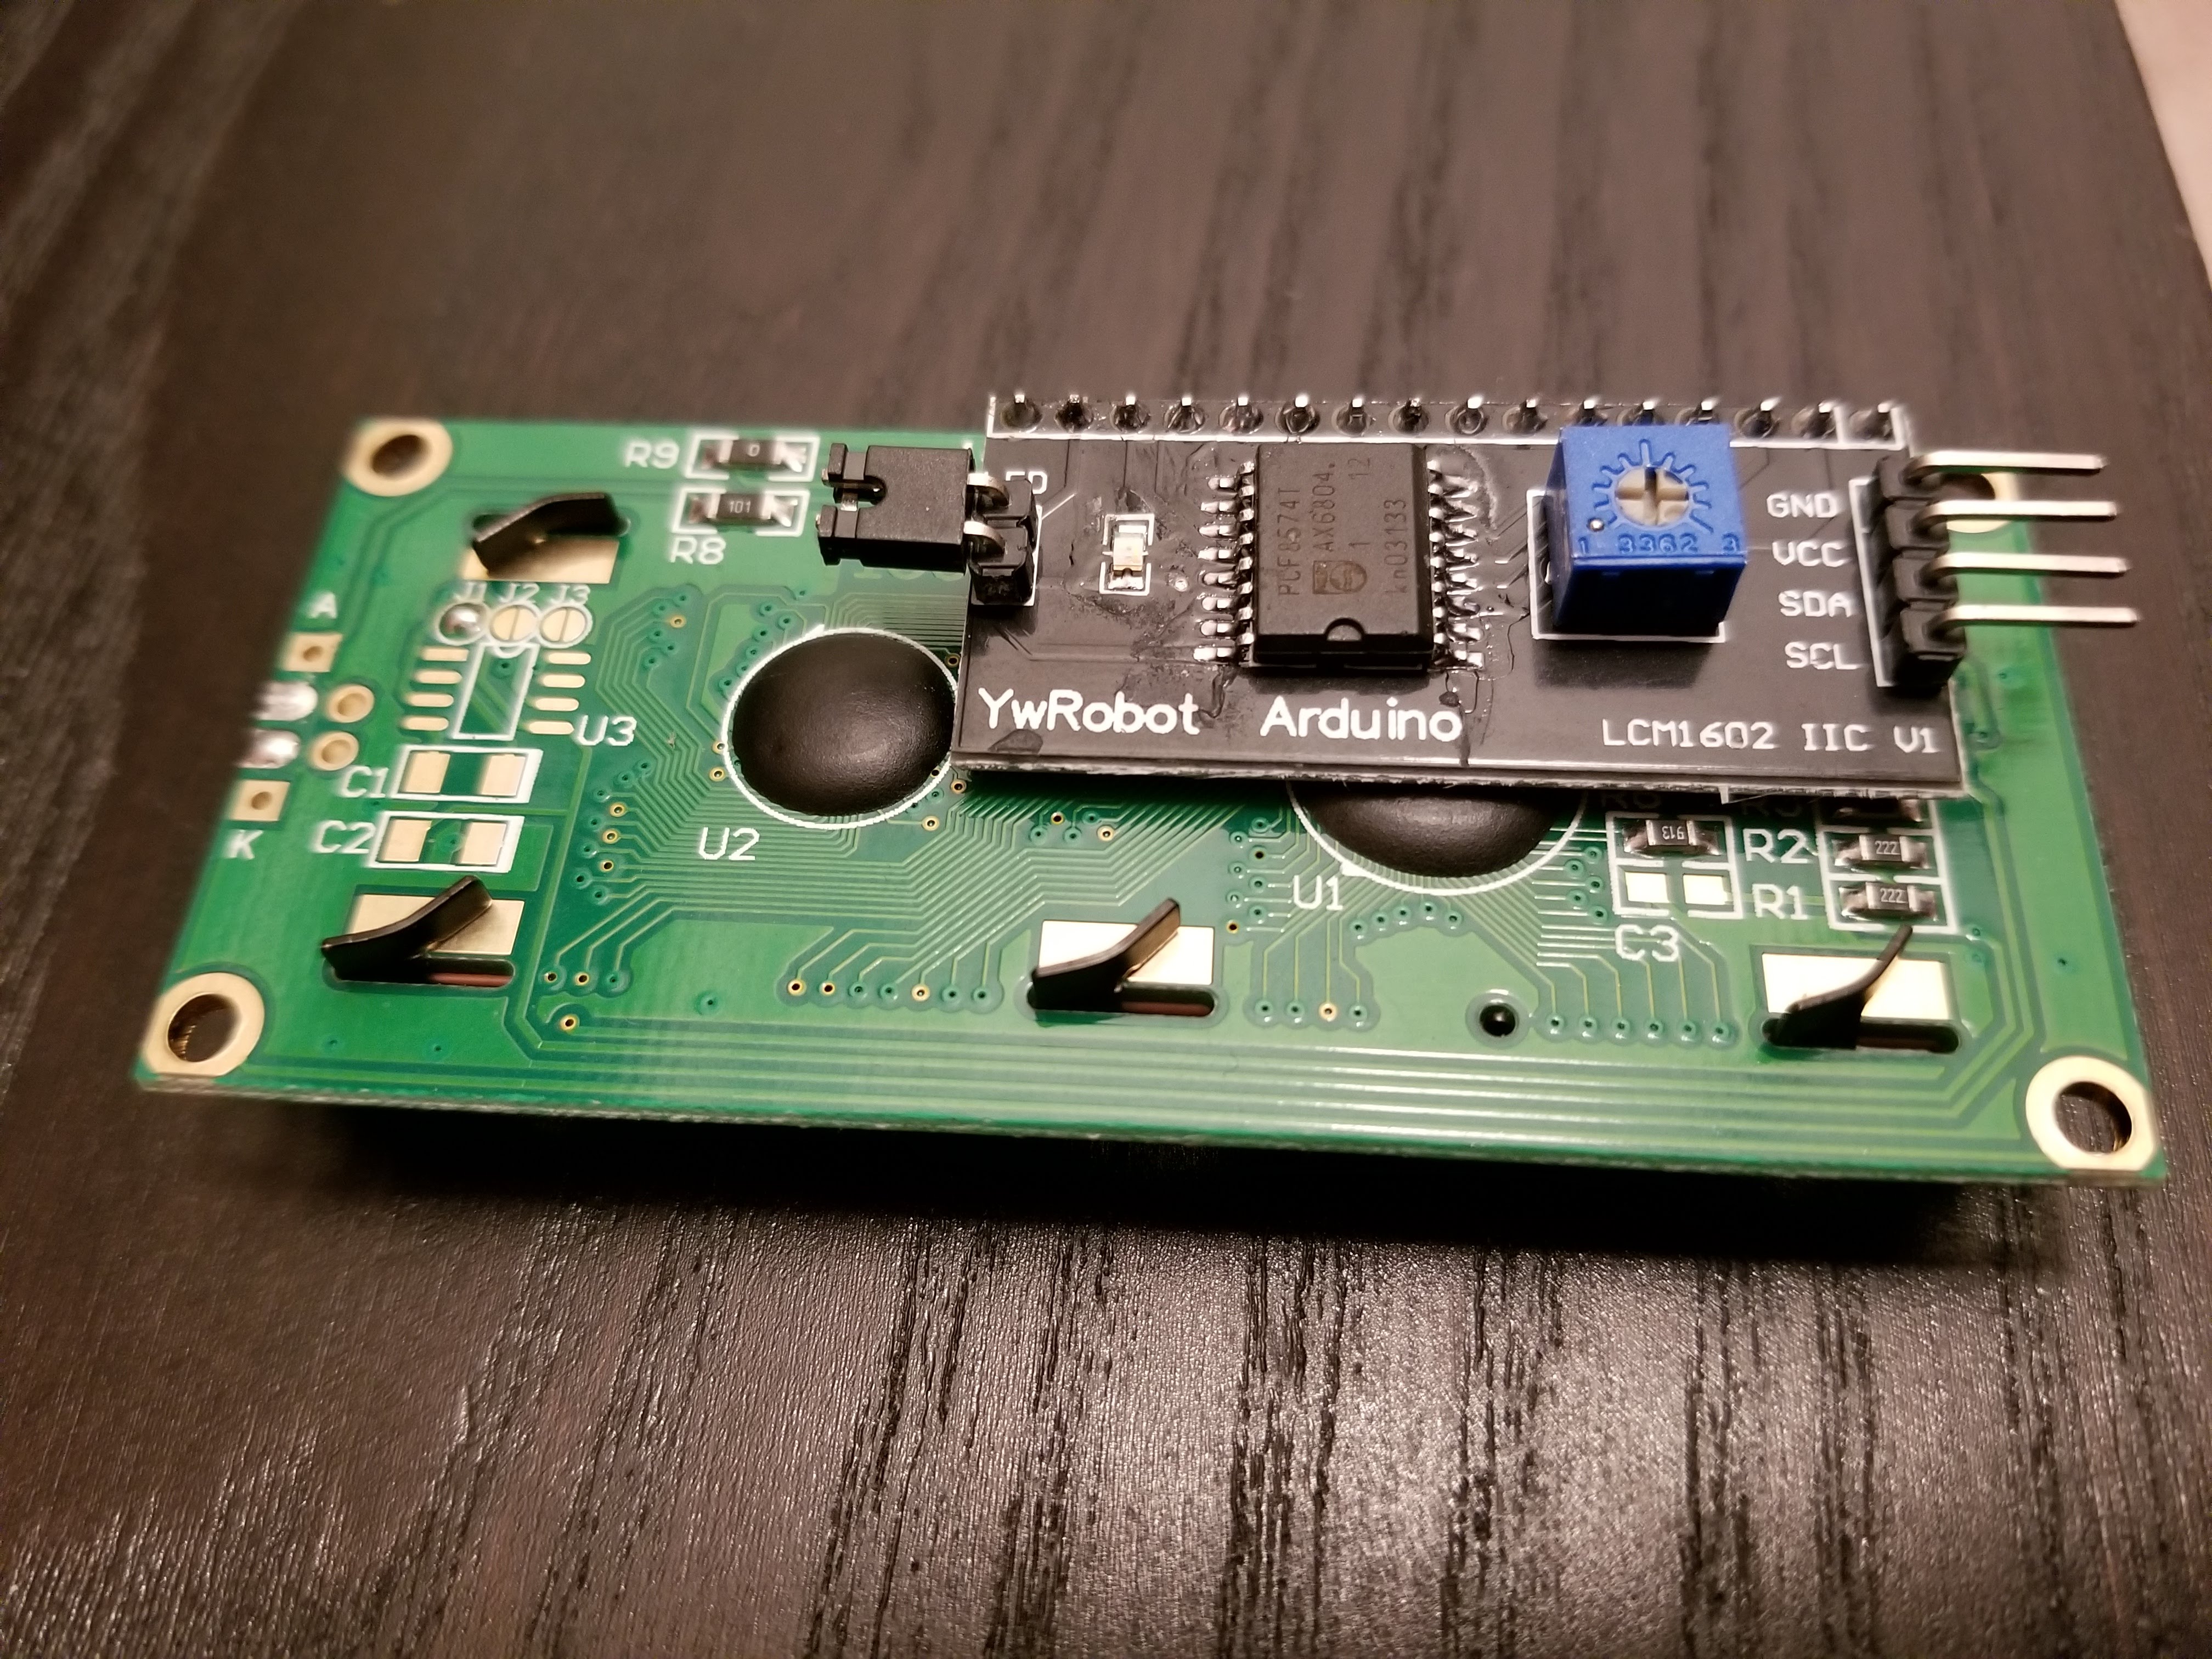 R9
0
101
R8
J1 J2 J3
A
U3
C1
C2
K
U2
U1
PCF8574T
AX6804.
1 12
kn03133
1 3362 3
GND
VCC
SDA
SCL
YwRobot Arduino
LCM1602 IIC V1
913
R2
222
R1
222
C3